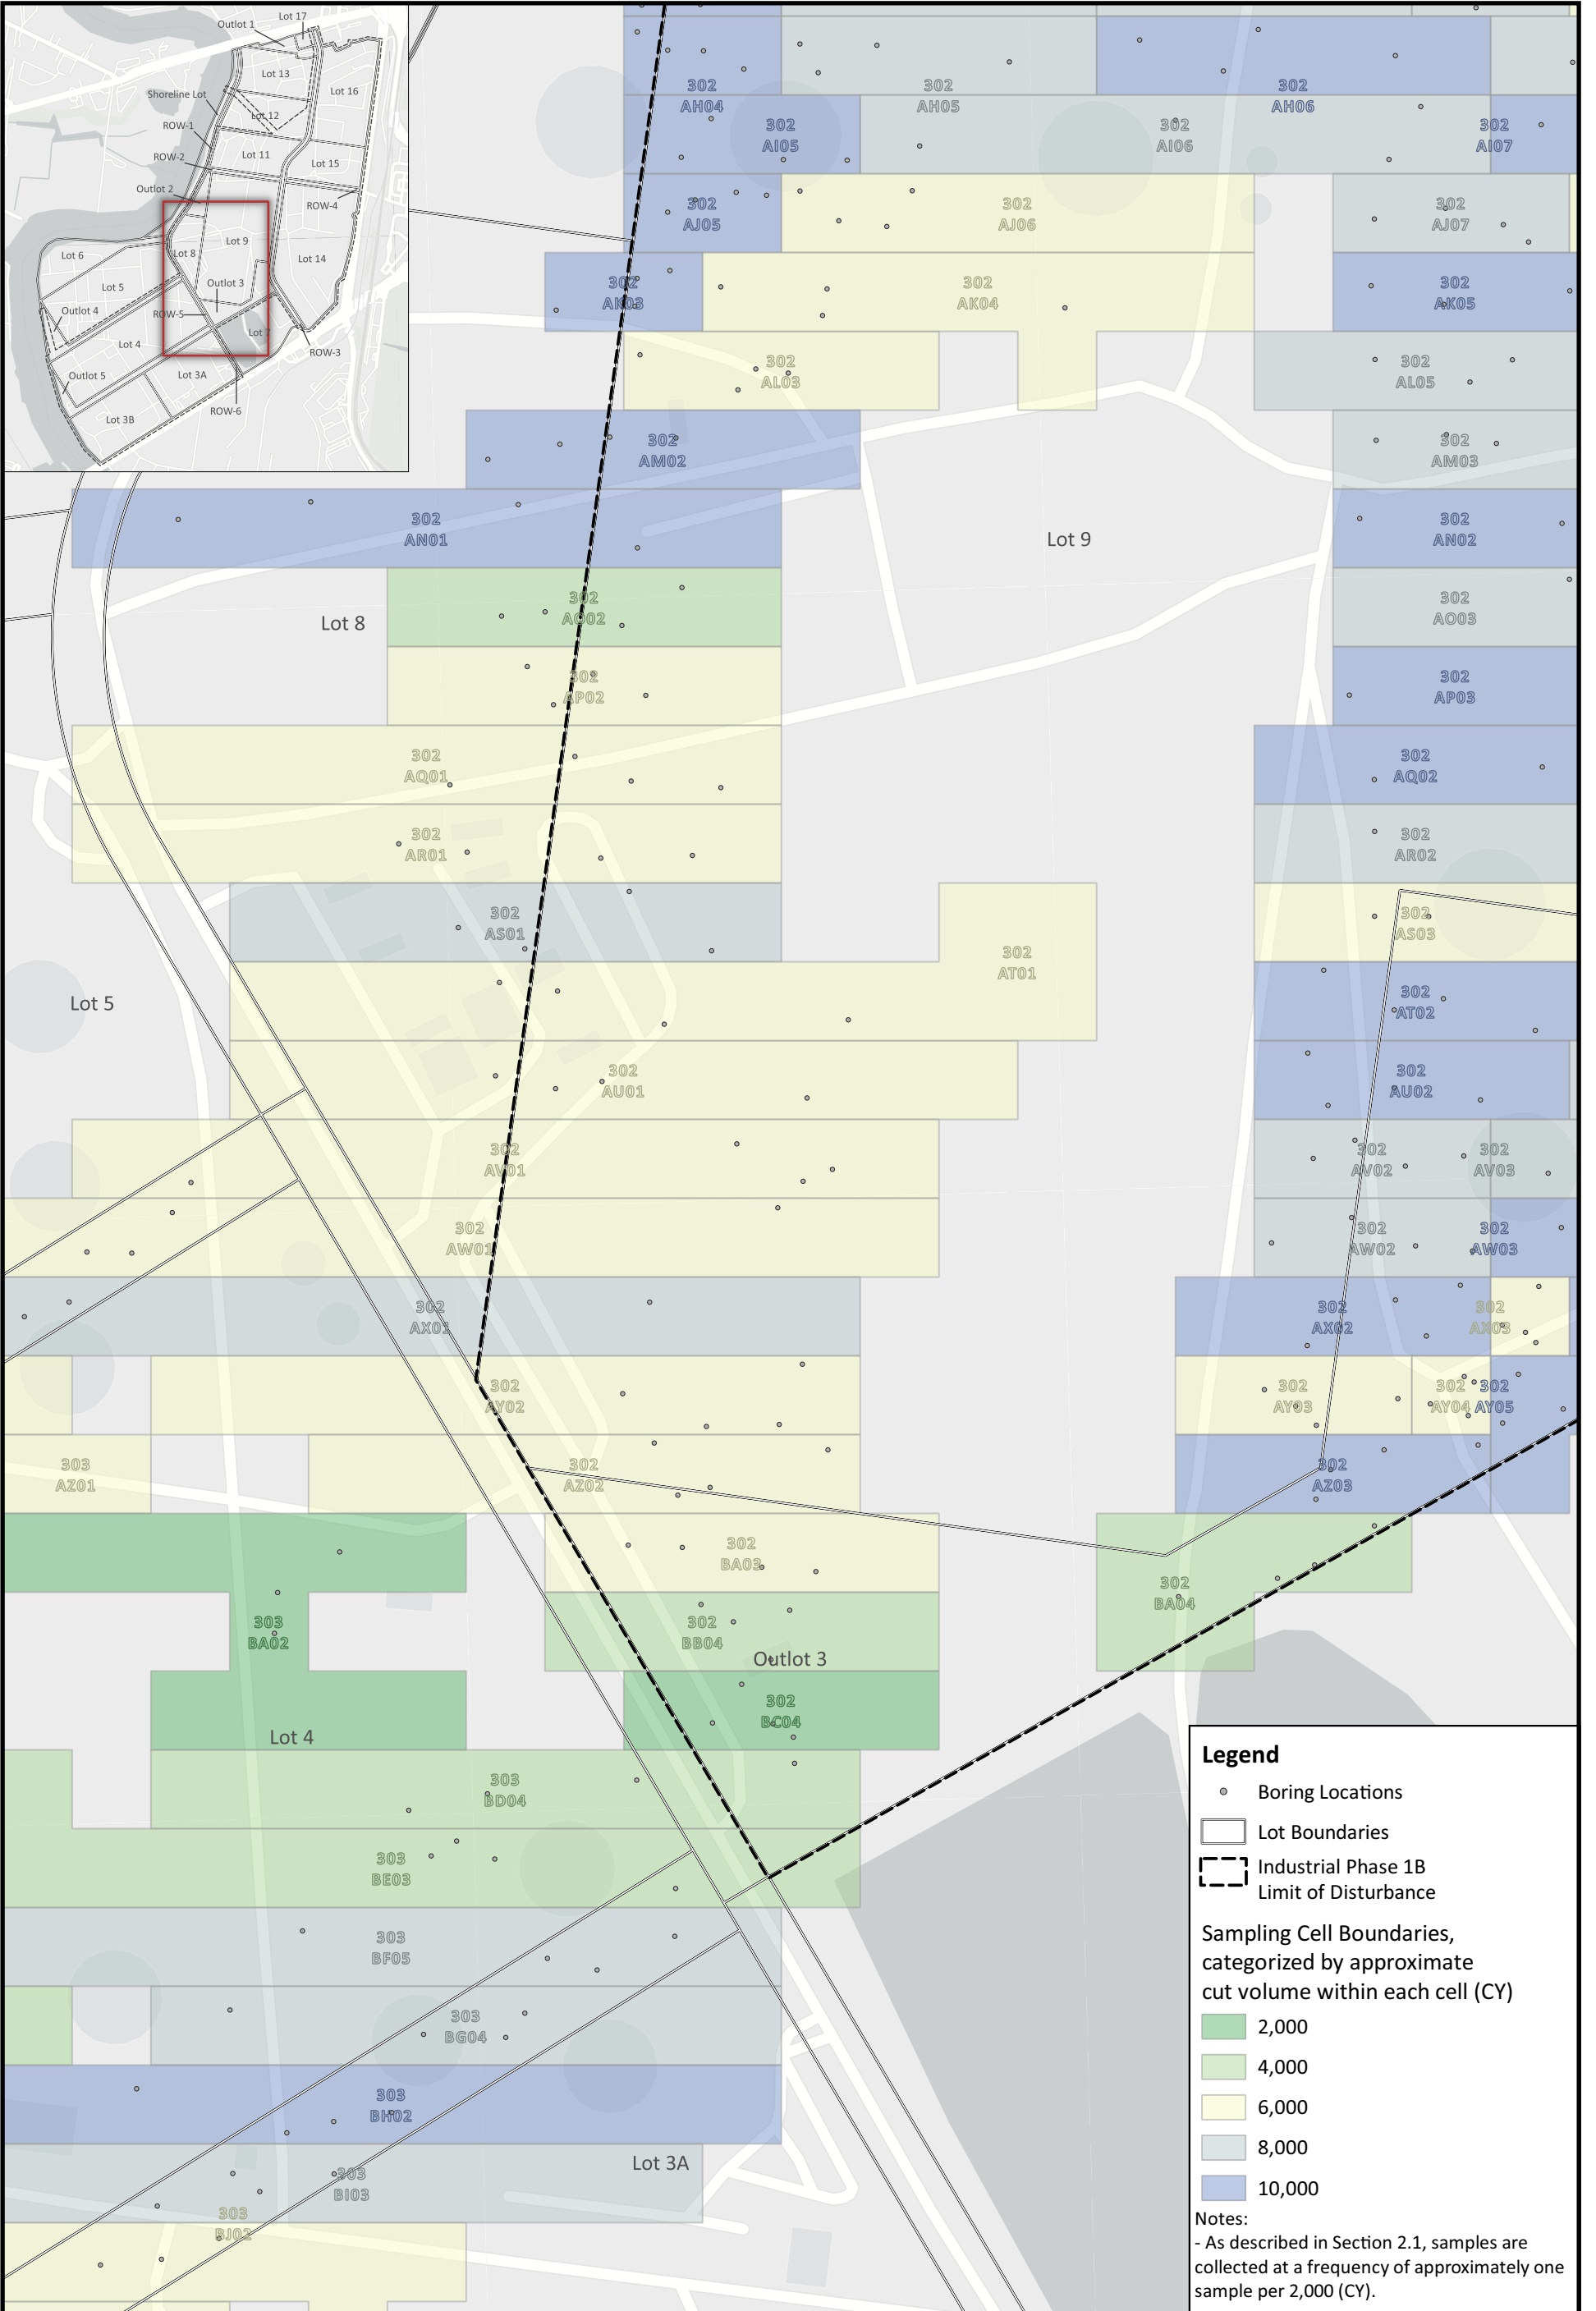 Outlot 1
Lot 17
Lot 13
Lot 16
Shoreline Lot
Lot 12
ROW-1
Lot 11
ROW-2
Lot 15
Outlot 2
ROW-4
Lot 9
Lot 6
Lot 8
Lot 14
Lot 5
Outlot 3
Outlot 4
ROW-5
Lot 7
Lot 4
ROW-3
Outlot 5
Lot 3A
ROW-6
Lot 3B
302
AH04
302
AH05
302
AH06
302
AI05
302
AI06
302
AI07
302
AJ05
302
AJ06
302
AJ07
302
AK03
302
AK04
302
AK05
302
AL03
302
AL05
302
AM02
302
AM03
302
AN01
Lot 9
302
AN02
302
AO02
302
AO03
Lot 8
302
AP02
302
AP03
302
AQ01
302
AQ02
302
AR01
302
AR02
302
AS01
302
AS03
302
AT01
Lot 5
302
AT02
302
AU01
302
AU02
302
AV01
302
AV02
302
AV03
302
AW01
302
AW02
302
AW03
302
AX01
302
AX02
302
AX03
302
AY02
302
AY03
302
AY04
302
AY05
303
AZ01
302
AZ02
302
AZ03
302
BA03
302
BA04
303
BA02
302
BB04
Outlot 3
302
BC04
Lot 4
303
BD04
303
BE03
303
BF05
303
BG04
303
BH02
303
BI03
Lot 3A
303
BJ02
Legend
Boring Locations
Lot Boundaries
Industrial Phase 1B
Limit of Disturbance
Sampling Cell Boundaries,
categorized by approximate
cut volume within each cell (CY)
2,000
4,000
6,000
8,000
10,000
Notes:
- As described in Section 2.1, samples are
collected at a frequency of approximately one
sample per 2,000 (CY).